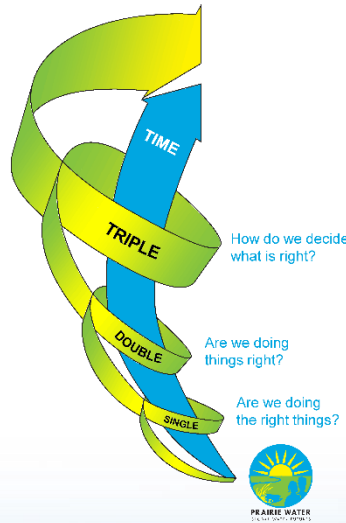 TIME
TRIPLE
How do we decide
what is right?
DOUBLE
Are we doing
things right?
SINGLE
Are we doing
the right things?
PRAIRIE WATER